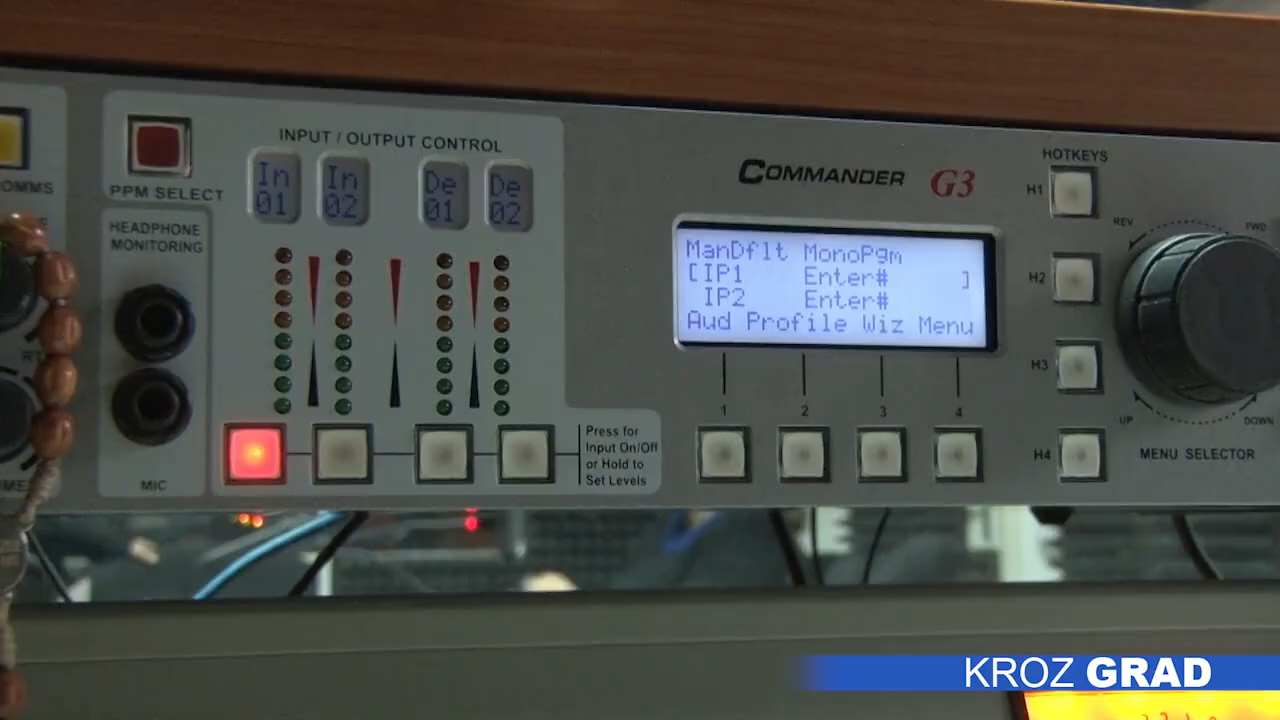 OMMS
PPM SELECT
INPUT / OUTPUT CONTROL
In
01
In
02
De
01
De
02
HEADPHONE
MONITORING
MIC
Press for
Input On/Off
or Hold to
Set Levels
COMMANDER G3
ManDflt MonoPgm
[IP1 Enter# ]
IP2 Enter#
Aud Profile Wiz Menu
1 2 3 4
HOTKEYS
H1
H2
H3
H4
REV
FWD
UP
DOWN
MENU SELECTOR
KROZ GRAD